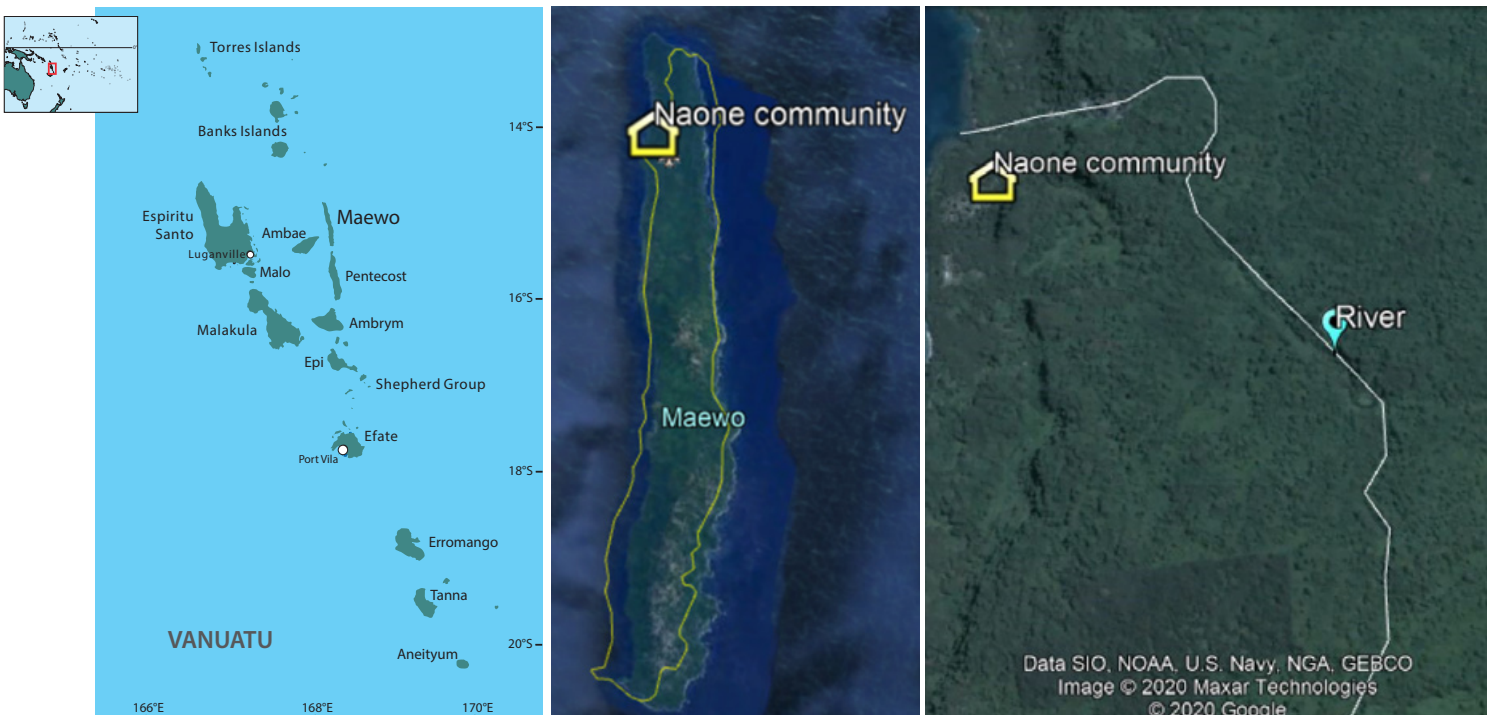 0°
Torres Islands
Banks Islands
14°S
Espiritu
Santo
Luganville
Ambae
Maewo
Malo
Pentecost
16°S
Malakula
Ambrym
Epi
Shepherd Group
Efate
Port Vila
18°S
Erromango
Tanna
VANUATU
Aneityum
20°S
166°E
168°E
170°E
Naone community
Maewo
Naone community
River
Data SIO, NOAA, U.S. Navy, NGA, GEBCO
Image © 2020 Maxar Technologies
© 2020 Google